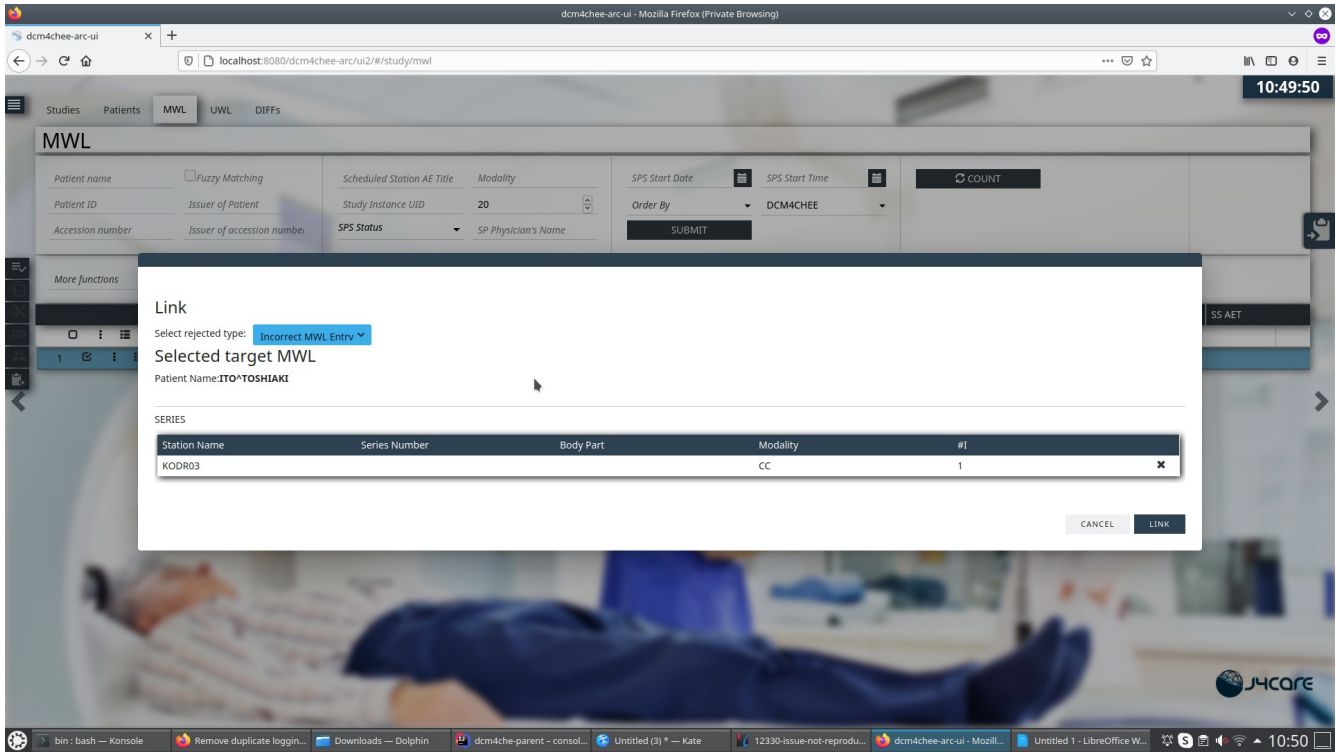 dcm4chee-arc-ui - Mozilla Firefox (Private Browsing)
dcm4chee-arc-ui
localhost:8080/dcm4chee-arc/ui2/#/study/mwl
10:49:50
Studies Patients MWL UWL DIFFs
MWL
Patient name Fuzzy Matching Scheduled Station AE Title Modality SPS Start Date SPS Start Time COUNT
Patient ID Issuer of Patient Study Instance UID 20 Order By DCM4CHEE
Accession number Issuer of accession number SPS Status SP Physician's Name SUBMIT
More functions
SS AET
1
Link
Select rejected type: Incorrect MWL Entry
Selected target MWL
Patient Name:ITO^TOSHIAKI
SERIES
Station Name Series Number Body Part Modality #I
KODR03 CC 1
CANCEL LINK
J4care
bin : bash — Konsole Remove duplicate loggin... Downloads — Dolphin dcm4che-parent – consol... Untitled (3) * — Kate 12330-issue-not-reprodu... dcm4chee-arc-ui - Mozill... Untitled 1 - LibreOffice W... 10:50